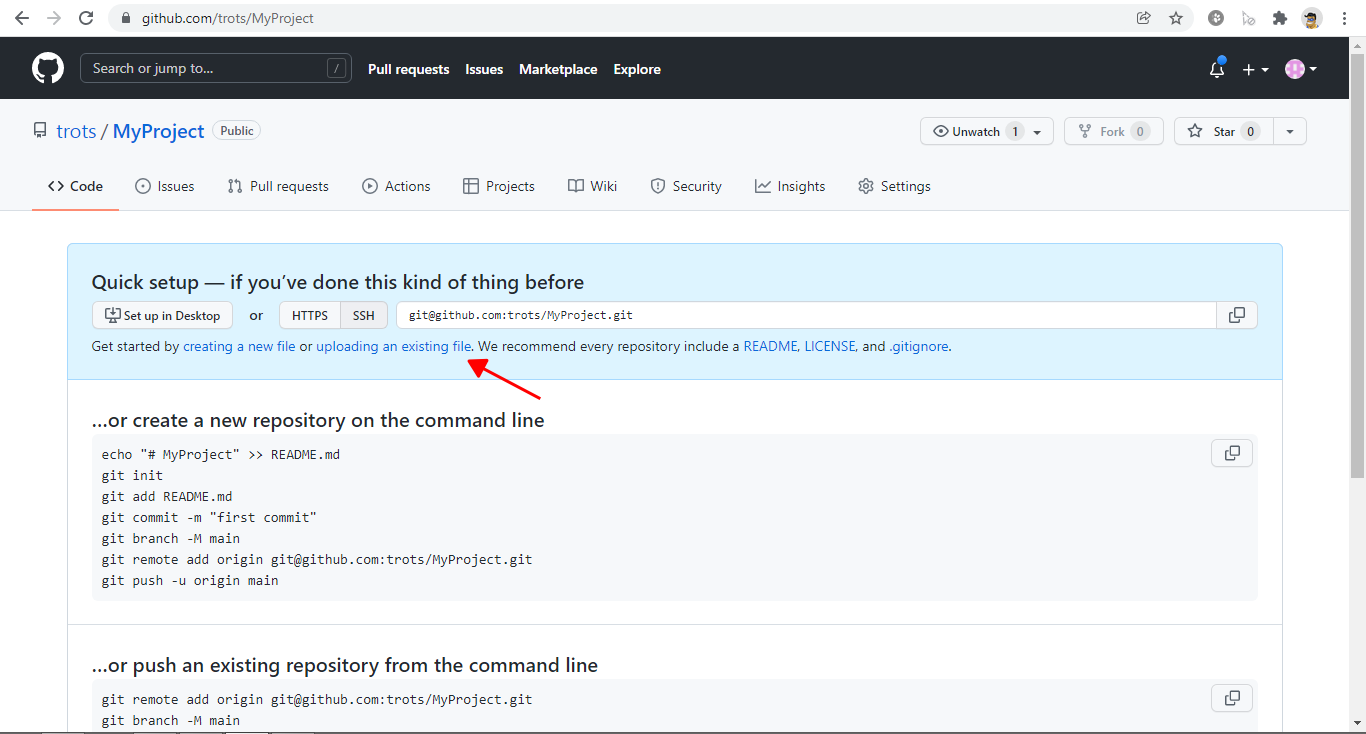 github.com/trots/MyProject
Search or jump to... / Pull requests Issues Marketplace Explore
trots / MyProject Public Unwatch 1 Fork 0 Star 0
Code Issues Pull requests Actions Projects Wiki Security Insights Settings
Quick setup — if you’ve done this kind of thing before
Set up in Desktop or HTTPS SSH git@github.com:trots/MyProject.git
Get started by creating a new file or uploading an existing file. We recommend every repository include a README, LICENSE, and .gitignore.
…or create a new repository on the command line
echo "# MyProject" >> README.md
git init
git add README.md
git commit -m "first commit"
git branch -M main
git remote add origin git@github.com:trots/MyProject.git
git push -u origin main
…or push an existing repository from the command line
git remote add origin git@github.com:trots/MyProject.git
git branch -M main